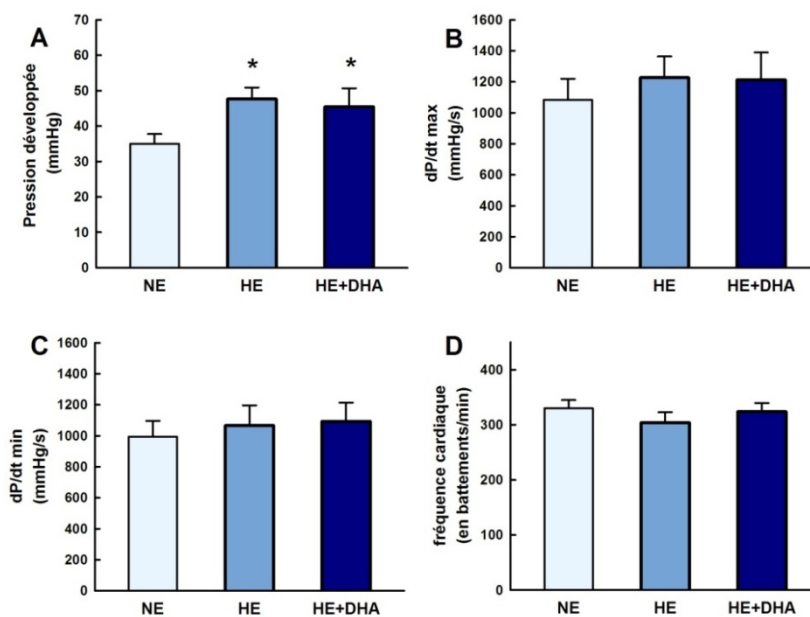 A
Pression développée
(mmHg)
70
60
50
40
30
20
10
0
*
*
NE
HE
HE+DHA
B
dP/dt max
(mmHg/s)
1600
1400
1200
1000
800
600
400
200
0
NE
HE
HE+DHA
C
dP/dt min
(mmHg/s)
1600
1400
1200
1000
800
600
400
200
0
NE
HE
HE+DHA
D
fréquence cardiaque
(en battements/min)
400
300
200
100
0
NE
HE
HE+DHA